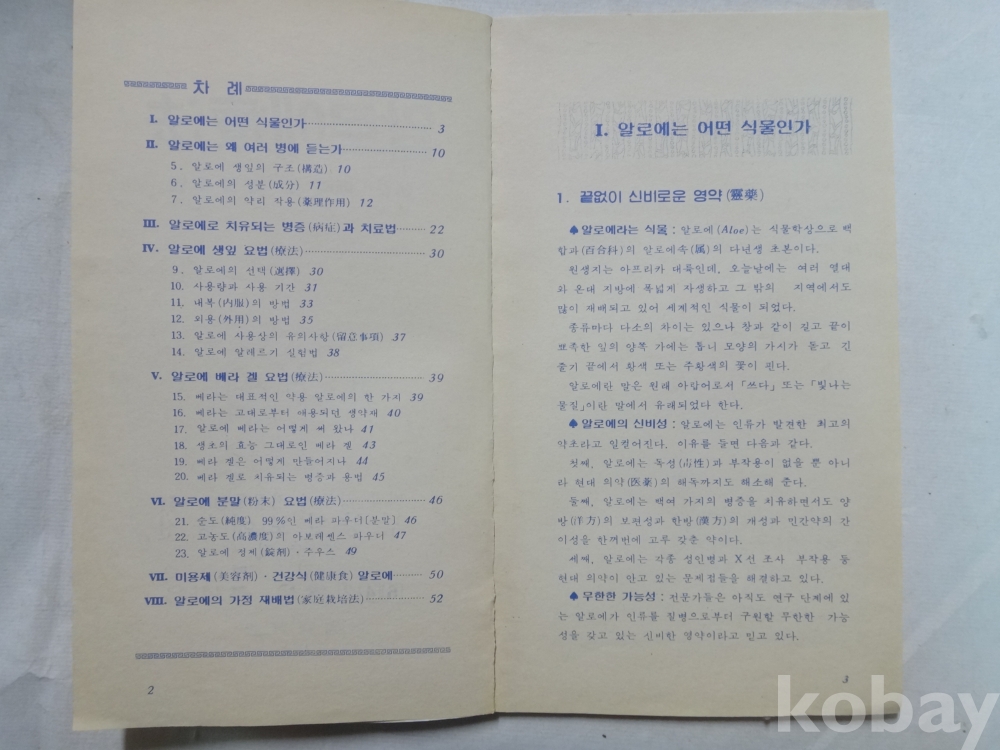 차 례
I. 알로에는 어떤 식물인가 3
II. 알로에는 왜 여러 병에 듣는가 10
5. 알로에 생잎의 구조(構造) 10
6. 알로에의 성분(成分) 11
7. 알로에의 약리 작용(薬理作用) 12
III. 알로에로 치유되는 병증(病症)과 치료법 22
IV. 알로에 생잎 요법(療法) 30
9. 알로에의 선택(選擇) 30
10. 사용량과 사용 기간 31
11. 내복(内服)의 방법 33
12. 외용(外用)의 방법 35
13. 알로에 사용상의 유의사항(留意事項) 37
14. 알로에 알레르기 실험법 38
V. 알로에 베라 겔 요법(療法) 39
15. 베라는 대표적인 약용 알로에의 한 가지 39
16. 베라는 고대로부터 애용되던 생약재 40
17. 알로에 베라는 어떻게 써 왔나 41
18. 생초의 효능 그대로인 베라 겔 43
19. 베라 겔은 어떻게 만들어지나 44
20. 베라 겔로 치유되는 병증과 용법 45
VI. 알로에 분말(粉末) 요법(療法) 46
21. 순도(純度) 99%인 베라 파우더[분말] 46
22. 고농도(高濃度)의 아보레센스 파우더 47
23. 알로에 정제(錠剤)·주우스 49
VII. 미용제(美容剤)·건강식(健康食) 알로에 50
VIII. 알로에의 가정 재배법(家庭栽培法) 52
2
I. 알로에는 어떤 식물인가
1. 끝없이 신비로운 영약(靈藥)
♠알로에라는 식물 : 알로에(Aloe)는 식물학상으로 백
합과(百合科)의 알로에속(属)의 다년생 초본이다.
원생지는 아프리카 대륙인데, 오늘날에는 여러 열대
와 온대 지방에 폭넓게 자생하고 그 밖의 지역에서도
많이 재배되고 있어 세계적인 식물이 되었다.
종류마다 다소의 차이는 있으나 창과 같이 길고 끝이
뾰족한 잎의 양쪽 가에는 톱니 모양의 가시가 돋고 긴
줄기 끝에서 황색 또는 주황색의 꽃이 핀다.
알로에란 말은 원래 아랍어로서「쓰다」또는「빛나는
물질」이란 말에서 유래되었다 한다.
♠알로에의 신비성 : 알로에는 인류가 발견한 최고의
약초라고 일컬어진다. 이유를 들면 다음과 같다.
첫째, 알로에는 독성(毒性)과 부작용이 없을 뿐 아니
라 현대 의약(医薬)의 해독까지도 해소해 준다.
둘째, 알로에는 백여 가지의 병증을 치유하면서도 양
방(洋方)의 보편성과 한방(漢方)의 개성과 민간약의 간
이성을 한꺼번에 고루 갖춘 약이다.
세째, 알로에는 각종 성인병과 X선 조사 부작용 등
현대 의약이 안고 있는 문제점들을 해결하고 있다.
♠무한한 가능성 : 전문가들은 아직도 연구 단계에 있
는 알로에가 인류를 질병으로부터 구원할 무한한 가능
성을 갖고 있는 신비한 영약이라고 믿고 있다.
3
kobay